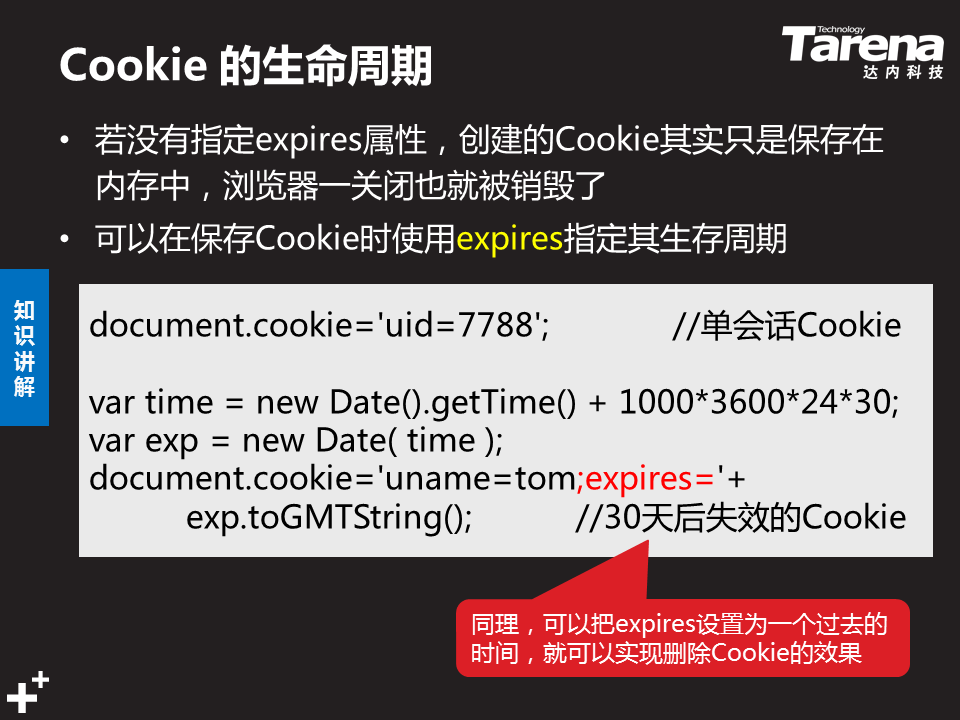 Cookie 的生命周期
Technology
Tarena
达内科技
• 若没有指定expires属性，创建的Cookie其实只是保存在
内存中，浏览器一关闭也就被销毁了
• 可以在保存Cookie时使用expires指定其生存周期
知
识
讲
解
document.cookie='uid=7788'; //单会话Cookie
var time = new Date().getTime() + 1000*3600*24*30;
var exp = new Date( time );
document.cookie='uname=tom;expires='+
exp.toGMTString(); //30天后失效的Cookie
同理，可以把expires设置为一个过去的
时间，就可以实现删除Cookie的效果